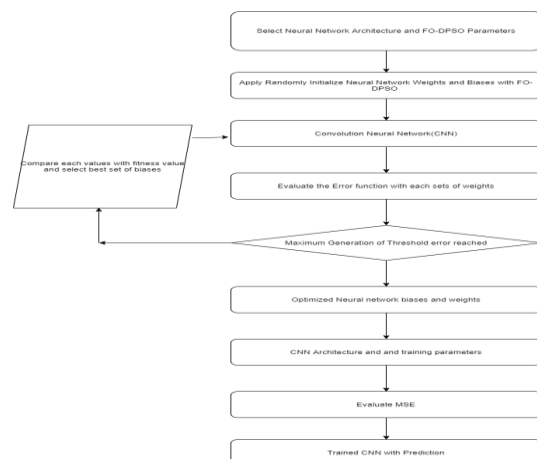 Select Neural Network Architecture and FO-DPSO Parameters
Apply Randomly Initialize Neural Network Weights and Biases with FO-
DPSO
Convolution Neural Network(CNN)
Compare each values with fitness value
and select best set of biases
Evaluate the Error function with each sets of weights
Maximum Generation of Threshold error reached
Optimized Neural network biases and weights
CNN Architecture and and training parameters
Evaluate MSE
Trained CNN with Prediction